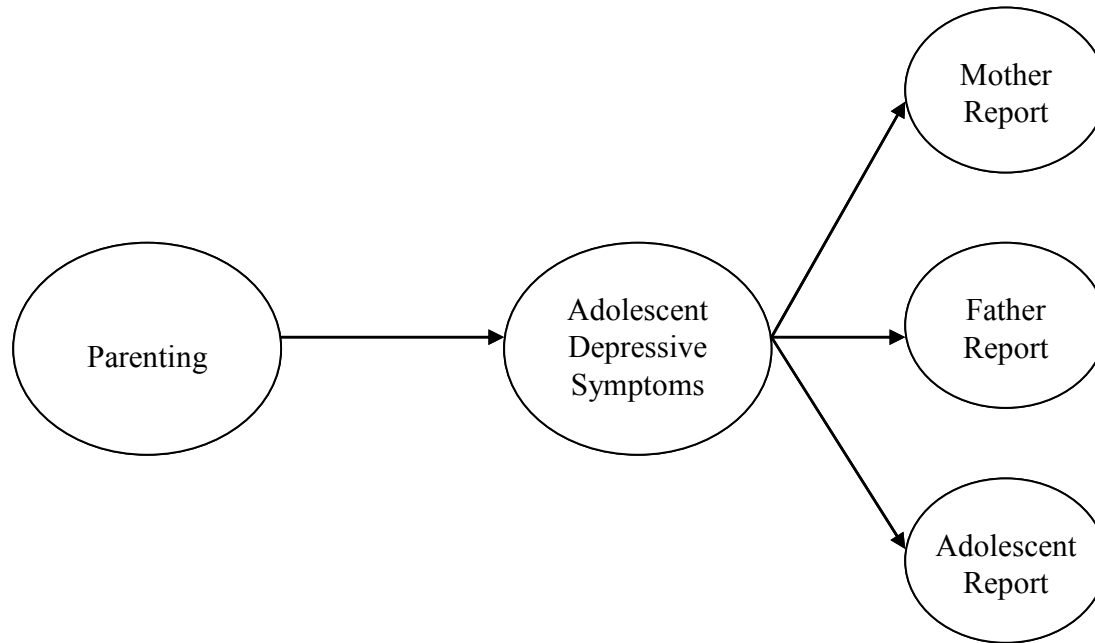 Mother
Report
Parenting
Adolescent
Depressive
Symptoms
Father
Report
Adolescent
Report